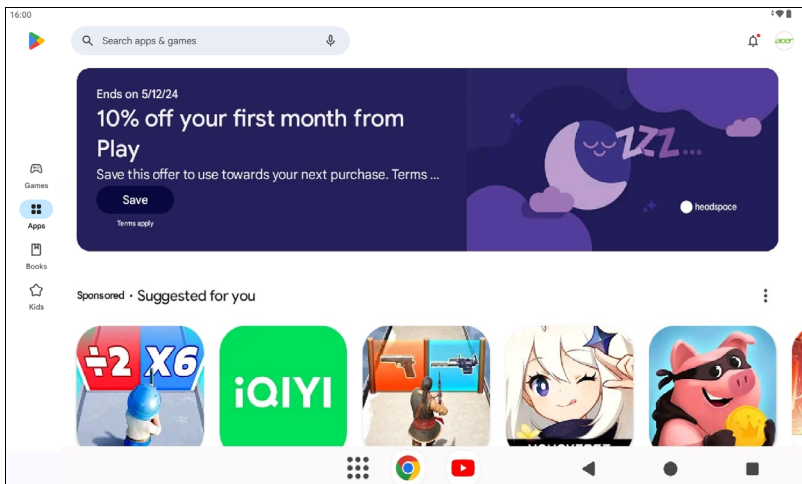 16:00
Search apps & games
acer
Ends on 5/12/24
10% off your first month from
Play
Save this offer to use towards your next purchase. Terms ...
Save
Terms apply
ZZZ...
headspace
Games
Apps
Books
Kids
Sponsored · Suggested for you
÷2 X6
iQIYI